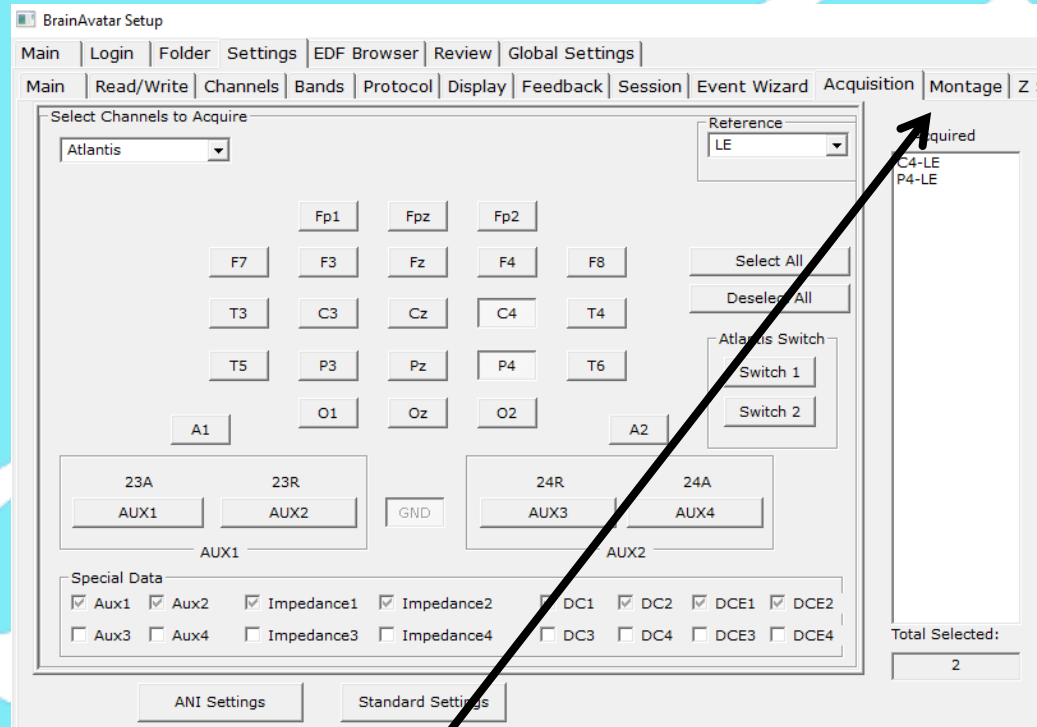 BrainAvatar Setup
Main Login Folder Settings EDF Browser Review Global Settings
Main Read/Write Channels Bands Protocol Display Feedback Session Event Wizard Acquisition Montage Z
Select Channels to Acquire
Atlantis
Reference
LE
Acquired
C4-LE
P4-LE
Fp1 Fpz Fp2
F7 F3 Fz F4 F8
Select All
T3 C3 Cz C4 T4
Deselect All
Atlantis Switch
T5 P3 Pz P4 T6
Switch 1
O1 Oz O2
Switch 2
A1 A2
23A 23R 24R 24A
AUX1 AUX2 GND AUX3 AUX4
AUX1 AUX2
Special Data
Aux1 Aux2 Impedance1 Impedance2 DC1 DC2 DCE1 DCE2
Aux3 Aux4 Impedance3 Impedance4 DC3 DC4 DCE3 DCE4
Total Selected:
2
ANI Settings Standard Settings